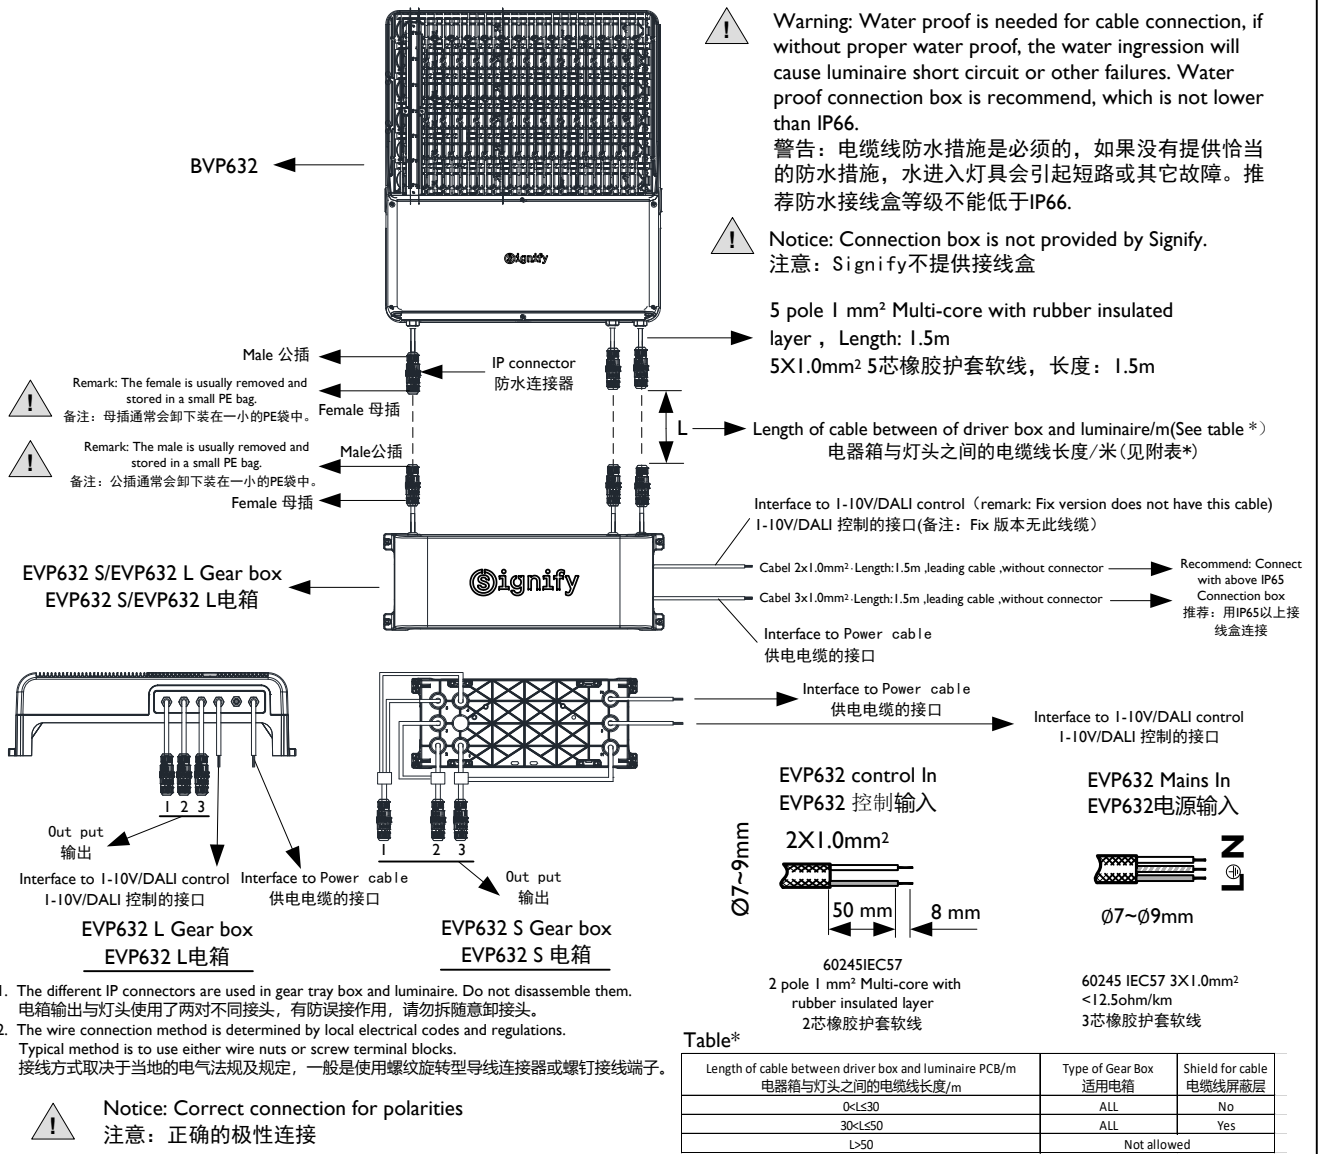 Warning: Water proof is needed for cable connection, if
without proper water proof, the water ingression will
cause luminaire short circuit or other failures. Water
proof connection box is recommend, which is not lower
than IP66.
警告：电缆线防水措施是必须的，如果没有提供恰当
的防水措施，水进入灯具会引起短路或其它故障。推
荐防水接线盒等级不能低于IP66.
BVP632
Signify
Notice: Connection box is not provided by Signify.
注意：Signify不提供接线盒
5 pole 1 mm² Multi-core with rubber insulated
layer，Length: 1.5m
5X1.0mm² 5芯橡胶护套软线，长度：1.5m
Male 公插
IP connector
防水连接器
Remark: The female is usually removed and
stored in a small PE bag.
备注：母插通常会卸下装在一小的PE袋中。
Female 母插
Remark: The male is usually removed and
stored in a small PE bag.
备注：公插通常会卸下装在一小的PE袋中。
Male公插
Female 母插
L
Length of cable between of driver box and luminaire/m(See table *）
电器箱与灯头之间的电缆线长度/米(见附表*)
Interface to 1-10V/DALI control（remark: Fix version does not have this cable)
1-10V/DALI 控制的接口(备注：Fix 版本无此线缆）
EVP632 S/EVP632 L Gear box
EVP632 S/EVP632 L电箱
Signify
Cabel 2x1.0mm²·Length:1.5m ,leading cable ,without connector
Cabel 3x1.0mm²·Length:1.5m ,leading cable ,without connector
Recommend: Connect
with above IP65
Connection box
推荐：用IP65以上接
线盒连接
Interface to Power cable
供电电缆的接口
Interface to Power cable
供电电缆的接口
Interface to 1-10V/DALI control
1-10V/DALI 控制的接口
1 2 3
Out put
输出
Interface to 1-10V/DALI control
1-10V/DALI 控制的接口
Interface to Power cable
供电电缆的接口
EVP632 L Gear box
EVP632 L电箱
1 2 3
Out put
输出
EVP632 S Gear box
EVP632 S 电箱
EVP632 control In
EVP632 控制输入
2X1.0mm²
Ø7~9mm
50 mm
8 mm
60245IEC57
2 pole 1 mm² Multi-core with
rubber insulated layer
2芯橡胶护套软线
EVP632 Mains In
EVP632电源输入
L ⏚ N
Ø7~Ø9mm
60245 IEC57 3X1.0mm²
<12.5ohm/km
3芯橡胶护套软线
1. The different IP connectors are used in gear tray box and luminaire. Do not disassemble them.
电箱输出与灯头使用了两对不同接头，有防误接作用，请勿拆随意卸接头。
2. The wire connection method is determined by local electrical codes and regulations.
Typical method is to use either wire nuts or screw terminal blocks.
接线方式取决于当地的电气法规及规定，一般是使用螺纹旋转型导线连接器或螺钉接线端子。
Notice: Correct connection for polarities
注意：正确的极性连接
Table*
Length of cable between driver box and luminaire PCB/m Type of Gear Box Shield for cable
电器箱与灯头之间的电缆线长度/m 适用电箱 电缆线屏蔽层
0<L≤30 ALL No
30<L≤50 ALL Yes
L>50 Not allowed